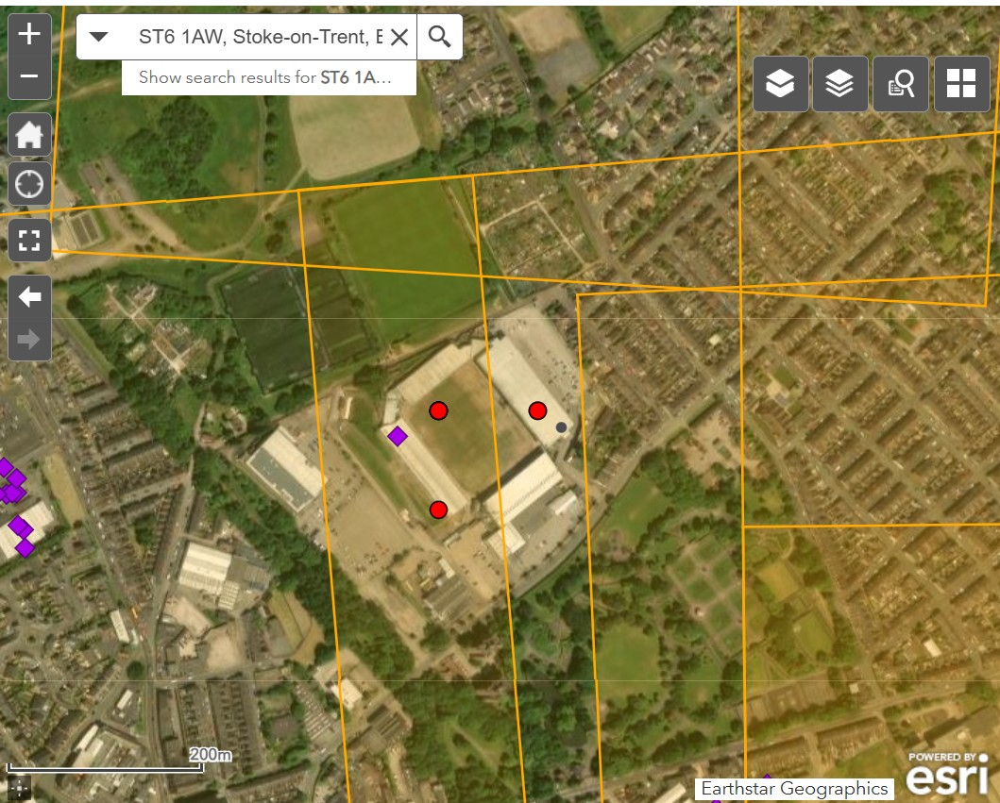 +
ST6 1AW, Stoke-on-Trent, E
−
Show search results for ST6 1A...
200m
POWERED BY
esri
Earthstar Geographics